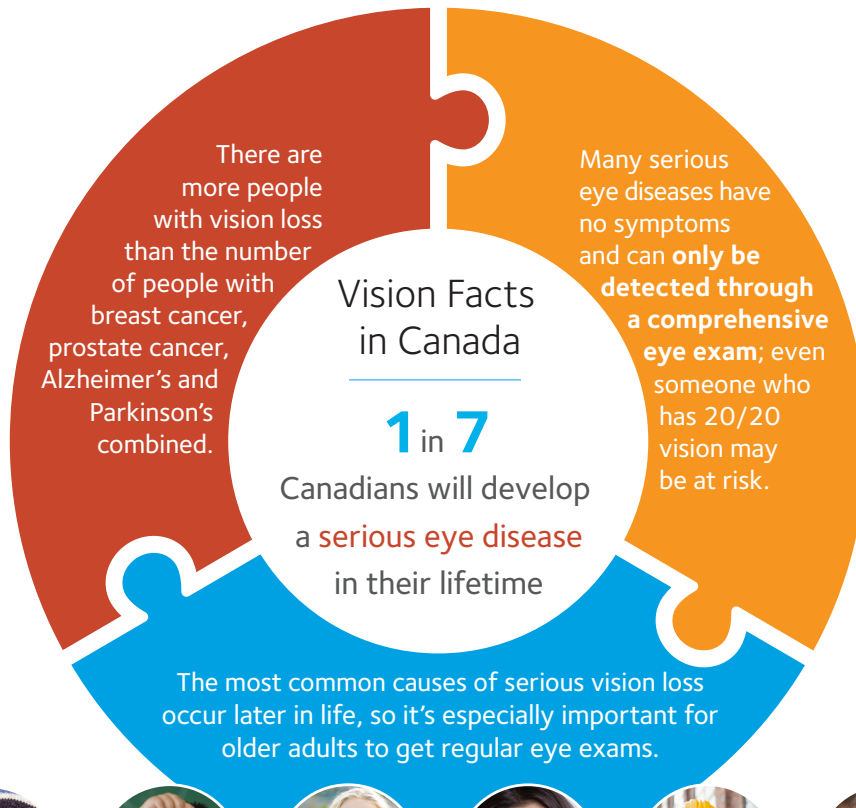 There are
more people
with vision loss
than the number
of people with
breast cancer,
prostate cancer,
Alzheimer’s and
Parkinson’s
combined.
Many serious
eye diseases have
no symptoms
and can only be
detected through
a comprehensive
eye exam; even
someone who
has 20/20
vision may
be at risk.
Vision Facts
in Canada
1 in 7
Canadians will develop
a serious eye disease
in their lifetime
The most common causes of serious vision loss
occur later in life, so it’s especially important for
older adults to get regular eye exams.